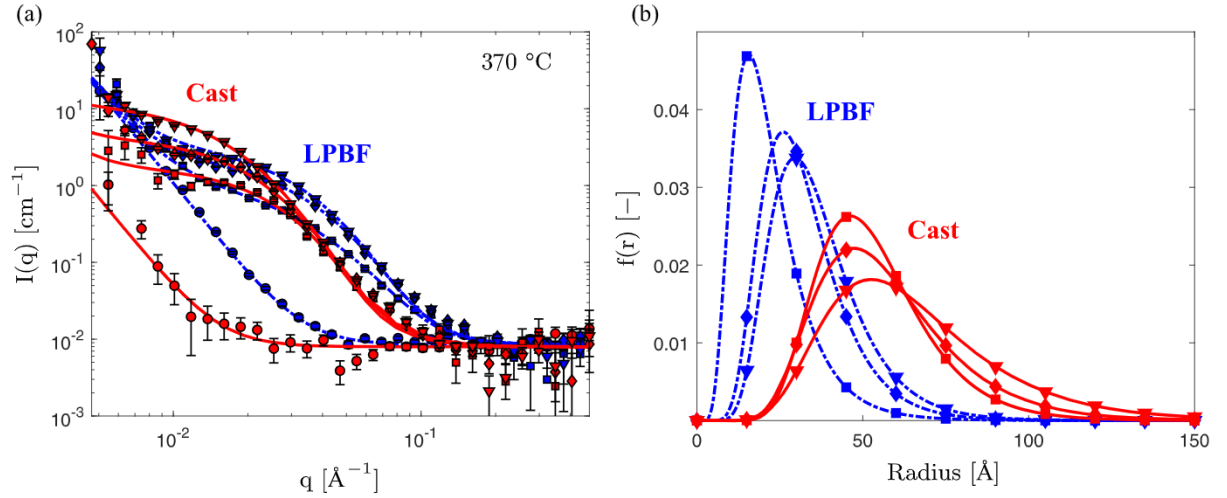 (a)
370 °C
Cast
LPBF
I(q) [cm⁻¹]
10²
10¹
10⁰
10⁻¹
10⁻²
10⁻³
10⁻²
10⁻¹
q [Å⁻¹]
(b)
LPBF
Cast
f(r) [−]
0.04
0.03
0.02
0.01
0
50
100
150
Radius [Å]